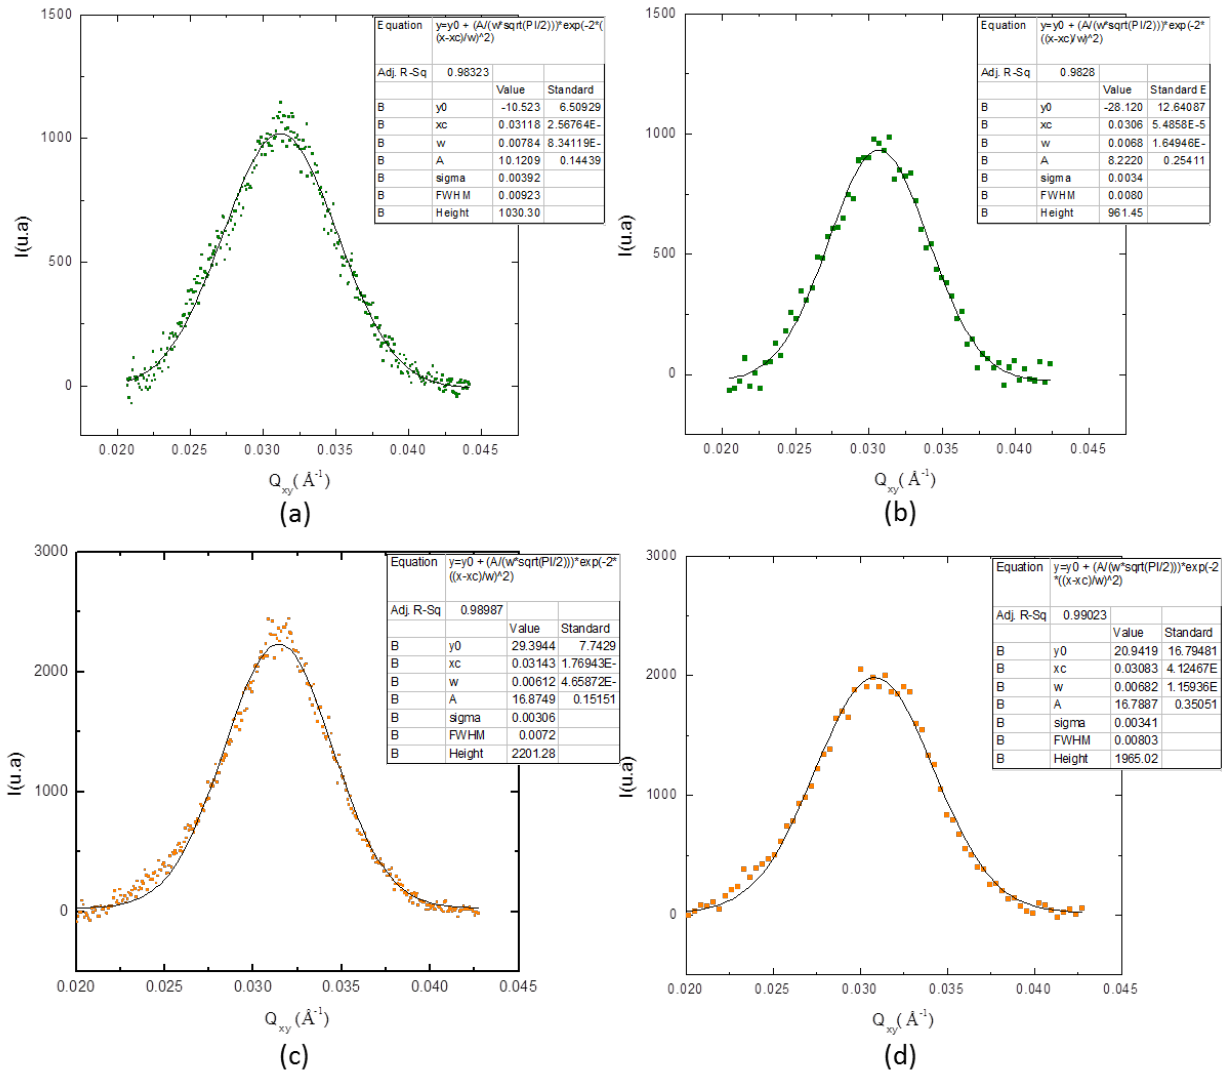 1500
1000
500
0
I(u.a)
0.020 0.025 0.030 0.035 0.040 0.045
Qxy( Å-1)
Equation y=y0 + (A/(w*sqrt(PI/2)))*exp(-2*(
(x-xc)/w)^2)
Adj. R-Sq 0.98323
Value Standard
B y0 -10.523 6.50929
B xc 0.03118 2.56764E-
B w 0.00784 8.34119E-
B A 10.1209 0.14439
B sigma 0.00392
B FWHM 0.00923
B Height 1030.30
(a)
1500
1000
500
0
I(u.a)
0.020 0.025 0.030 0.035 0.040 0.045
Qxy( Å-1)
Equation y=y0 + (A/(w*sqrt(PI/2)))*exp(-2*
((x-xc)/w)^2)
Adj. R-Sq 0.9828
Value Standard E
B y0 -28.120 12.64087
B xc 0.0306 5.4858E-5
B w 0.0068 1.64946E-
B A 8.2220 0.25411
B sigma 0.0034
B FWHM 0.0080
B Height 961.45
(b)
3000
2000
1000
0
I(u.a)
0.020 0.025 0.030 0.035 0.040 0.045
Qxy (Å-1)
Equation y=y0 + (A/(w*sqrt(PI/2)))*exp(-2*
((x-xc)/w)^2)
Adj. R-Sq 0.98987
Value Standard
B y0 29.3944 7.7429
B xc 0.03143 1.76943E-
B w 0.00612 4.65872E-
B A 16.8749 0.15151
B sigma 0.00306
B FWHM 0.0072
B Height 2201.28
(c)
3000
2000
1000
0
I(u.a)
0.020 0.025 0.030 0.035 0.040 0.045
Qxy (Å-1)
Equation y=y0 + (A/(w*sqrt(PI/2)))*exp(-2
*((x-xc)/w)^2)
Adj. R-Sq 0.99023
Value Standard
B y0 20.9419 16.79481
B xc 0.03083 4.12467E
B w 0.00682 1.15936E
B A 16.7887 0.35051
B sigma 0.00341
B FWHM 0.00803
B Height 1965.02
(d)